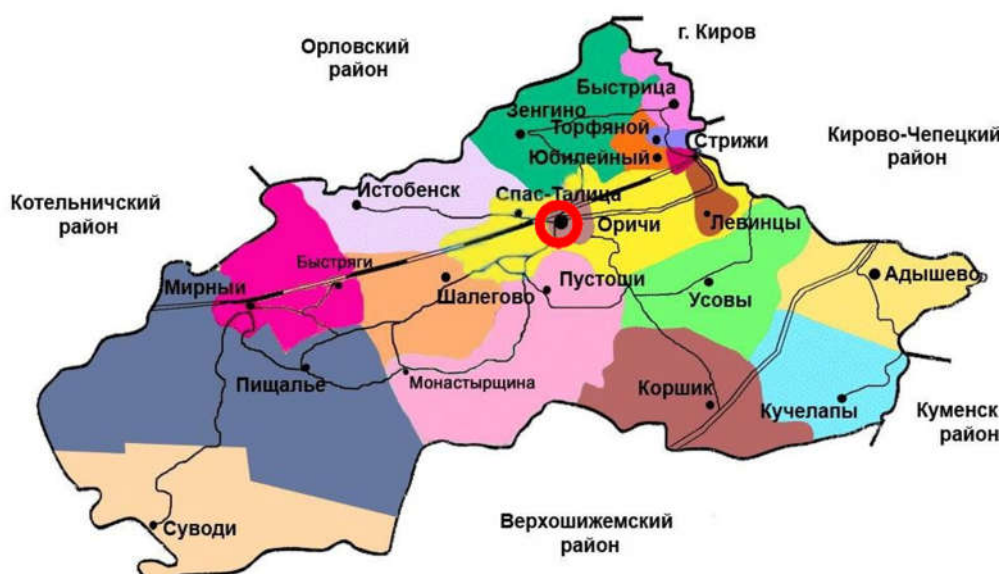 г. Киров
Орловский
район
Быстрица
Зенгино
Торфяной
Стрижи
Кирово-Чепецкий
район
Юбилейный
Истобенск
Спас-Талица
Котельничский
район
Оричи
Левинцы
Быстряги
Мирный
Шалегово
Пустоши
Усовы
Адышево
Пищалье
Монастырщина
Коршик
Кучелапы
Куменск
район
Верхошижемский
район
Суводи